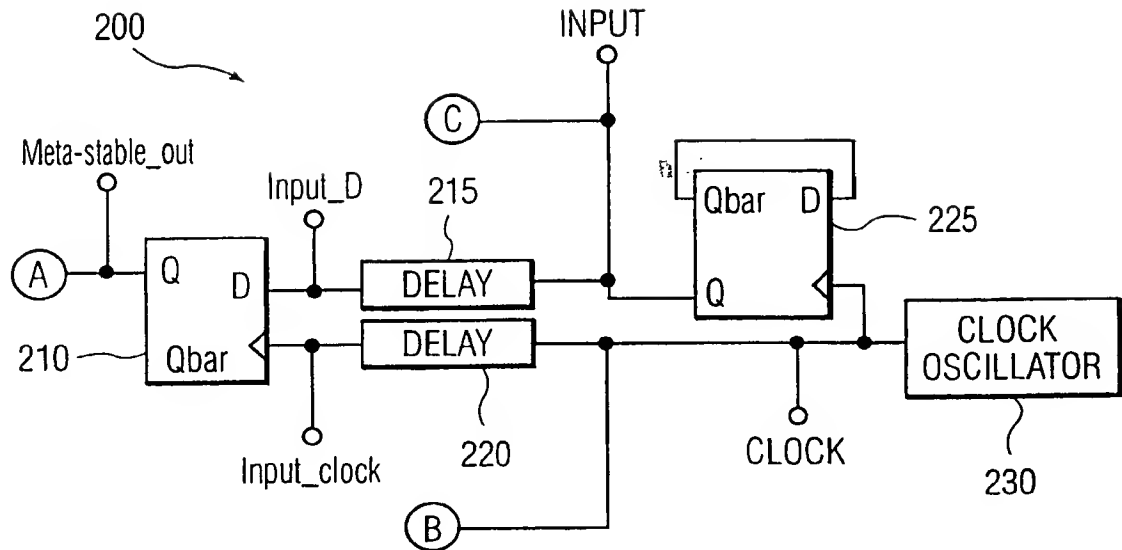 200
INPUT
C
Meta-stable_out
Input_D
215
Qbar D
225
A
Q
D
DELAY
Q
210
Qbar
DELAY
CLOCK
OSCILLATOR
Input_clock
220
CLOCK
230
B